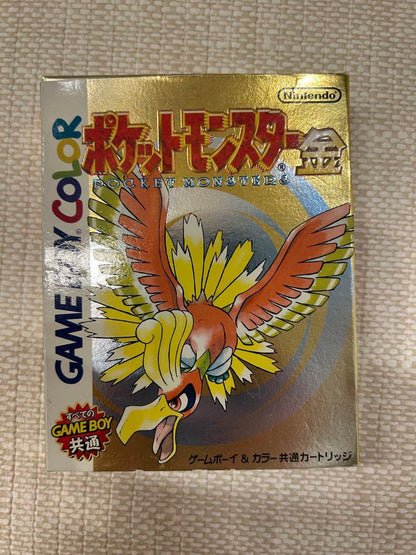 Nintendo
GAME BOY COLOR
ポケットモンスター 金
POCKET MONSTERS
すべての
GAME BOY
共通
ゲームボーイ & カラー 共通カートリッジ